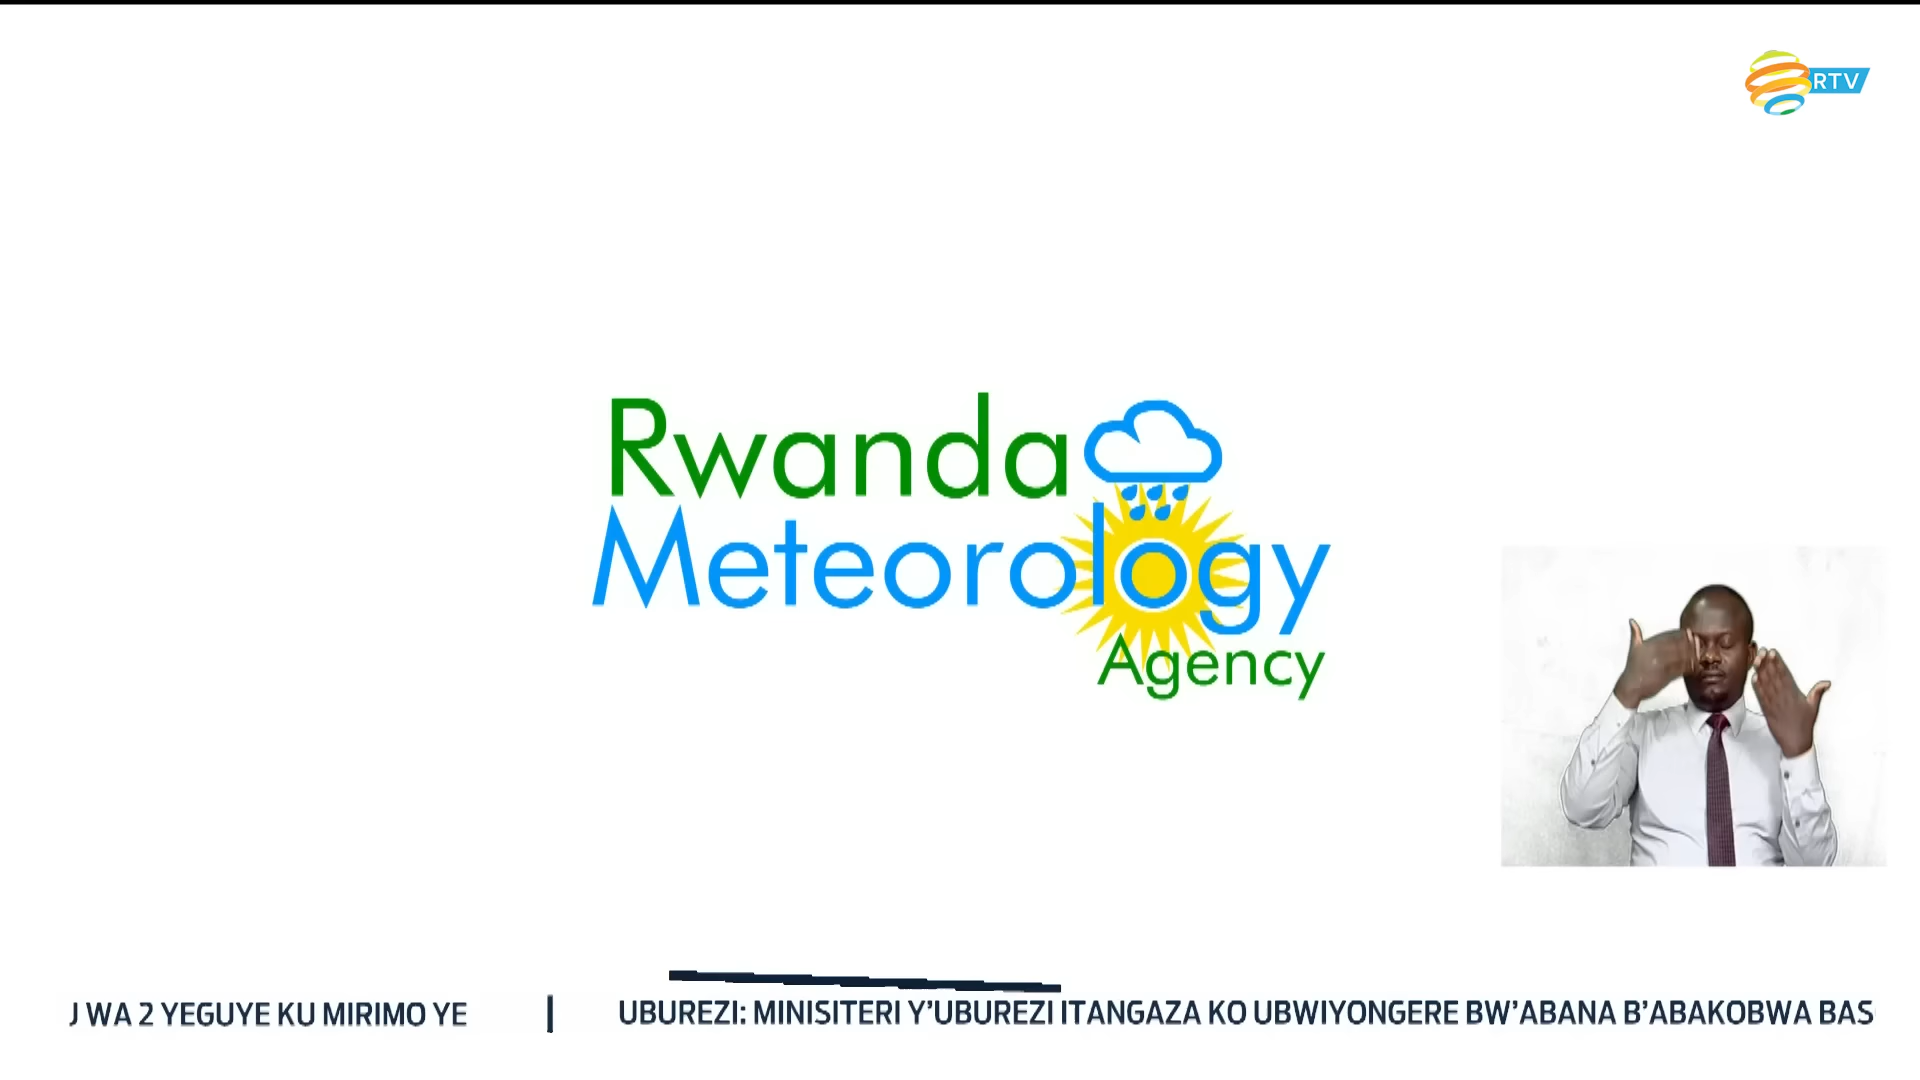 RTV
Rwanda
Meteorology
Agency
WA 2 YEGUYE KU MIRIMO YE | UBUREZI: MINISITERI Y’UBUREZI ITANGAZA KO UBWIYONGERE BW’ABANA B’ABAKOBWA BAS